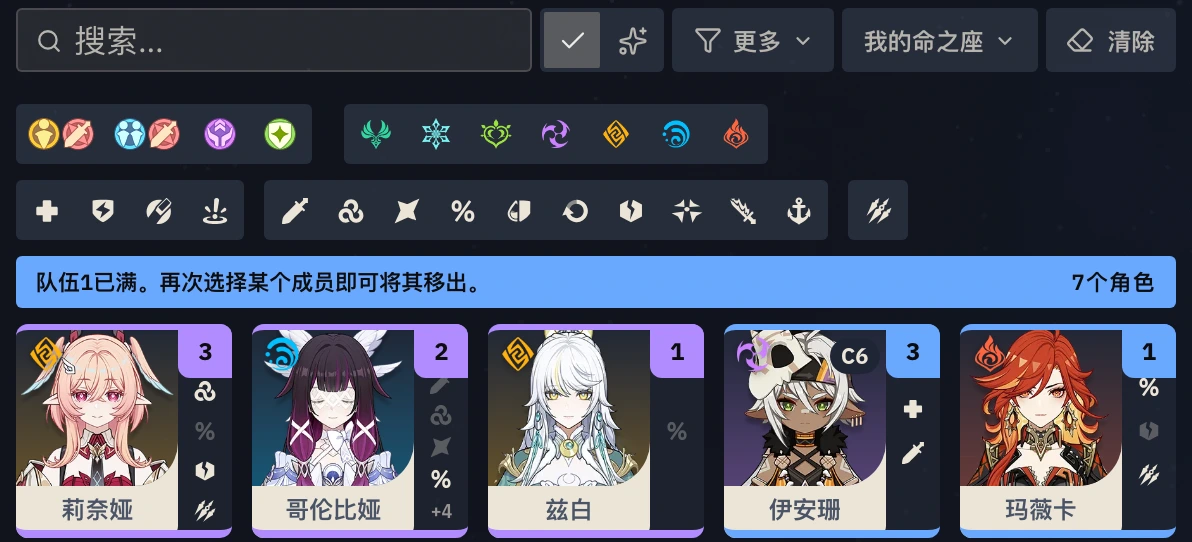 搜索...
更多
我的命之座
清除
%
队伍1已满。再次选择某个成员即可将其移出。
7个角色
3
2
1
C6
3
1
%
%
%
%
+4
莉奈娅
哥伦比娅
兹白
伊安珊
玛薇卡